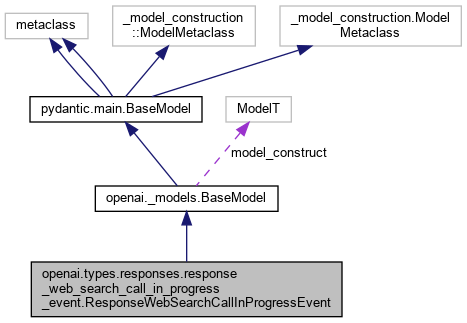 metaclass
_model_construction
::ModelMetaclass
_model_construction.Model
Metaclass
pydantic.main.BaseModel
ModelT
model_construct
openai._models.BaseModel
openai.types.responses.response
_web_search_call_in_progress
_event.ResponseWebSearchCallInProgressEvent